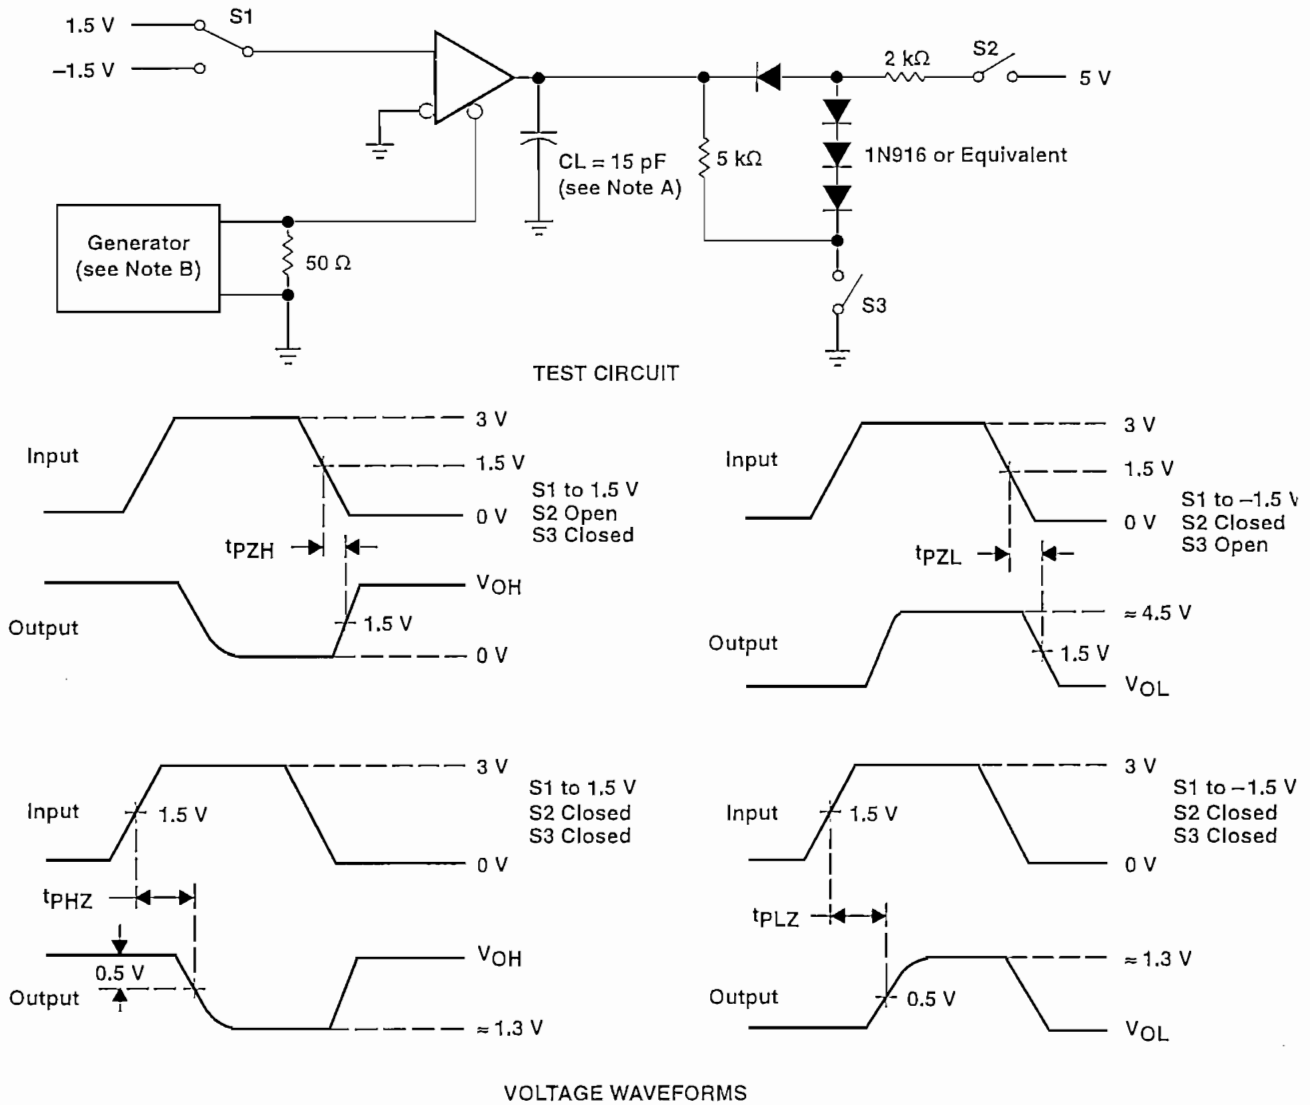 1.5 V
S1
–1.5 V
S2
2 kΩ
5 V
CL = 15 pF
(see Note A)
5 kΩ
1N916 or Equivalent
Generator
(see Note B)
50 Ω
S3
TEST CIRCUIT
Input
3 V
1.5 V
0 V
S1 to 1.5 V
S2 Open
S3 Closed
tPZH
Output
VOH
1.5 V
0 V
Input
3 V
1.5 V
0 V
S1 to –1.5 V
S2 Closed
S3 Open
tPZL
Output
≈ 4.5 V
1.5 V
VOL
Input
3 V
1.5 V
0 V
S1 to 1.5 V
S2 Closed
S3 Closed
tPHZ
0.5 V
Output
VOH
≈ 1.3 V
Input
3 V
1.5 V
0 V
S1 to –1.5 V
S2 Closed
S3 Closed
tPLZ
Output
≈ 1.3 V
0.5 V
VOL
VOLTAGE WAVEFORMS